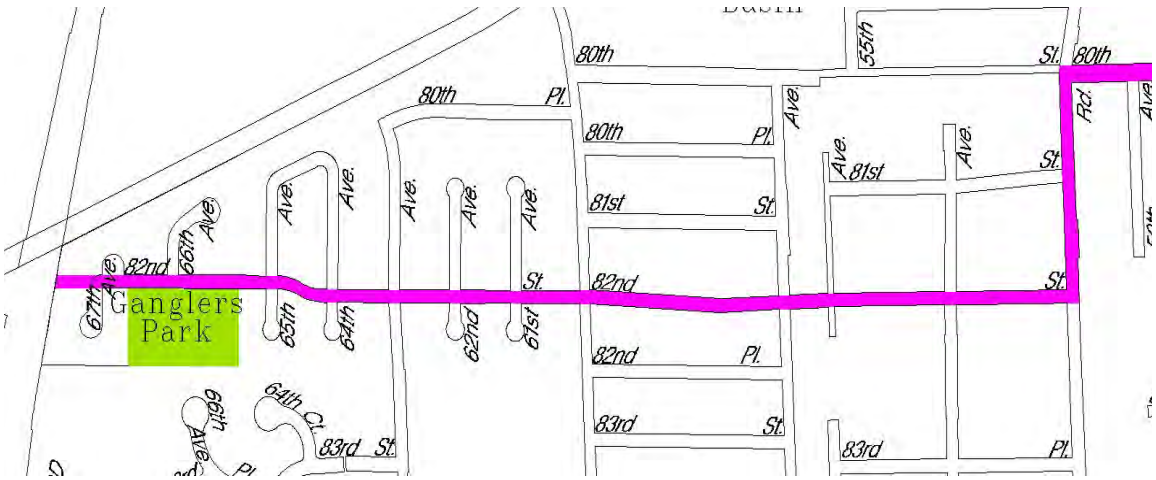 55th
80th
St.
80th
80th
Pl.
Ave.
Rd.
Ave.
80th
Pl.
Ave.
Ave.
81st
St.
Ave.
Ave.
Ave.
Ave.
Ave.
81st
St.
66th
Ave.
82nd
67th
Ave.
St.
82nd
St.
Ganglers
Park
65th
64th
62nd
61st
82nd
Pl.
66th
Ave.
64th Ct.
83rd
St.
83rd
St.
83rd
Pl.
Pl.